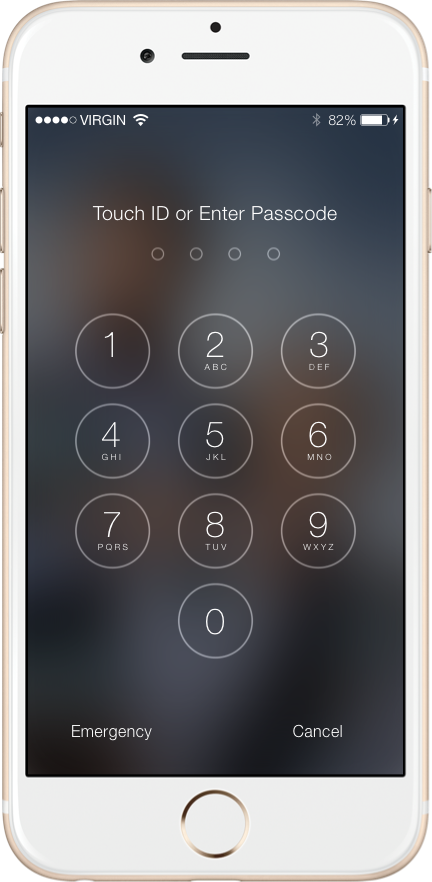 VIRGIN 82%
Touch ID or Enter Passcode
1 2 3
ABC DEF
4 5 6
GHI JKL MNO
7 8 9
PQRS TUV WXYZ
0
Emergency Cancel